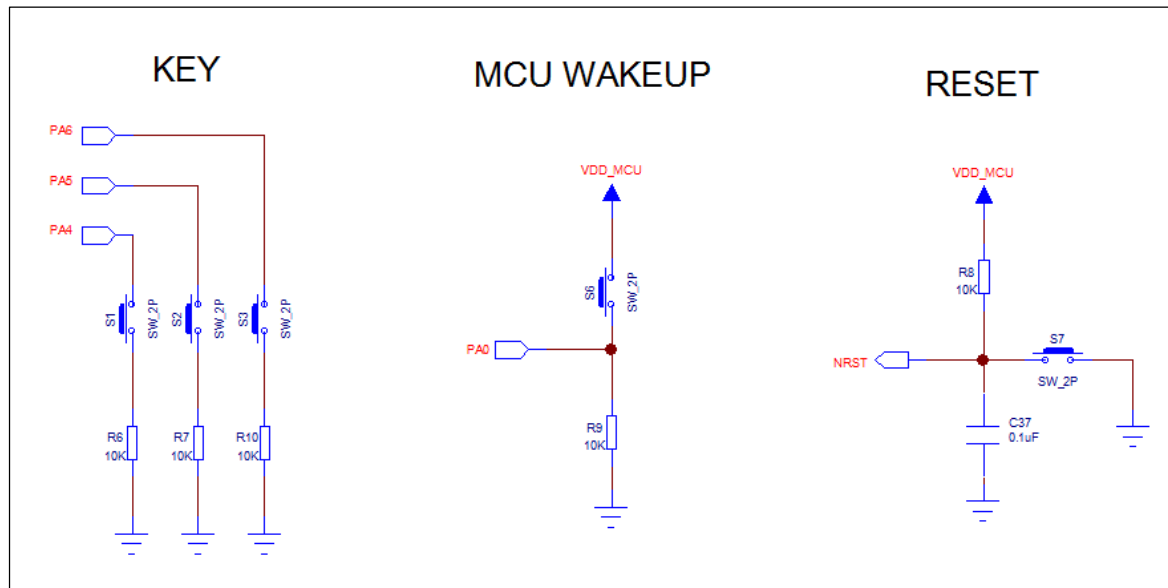 KEY
PA6
PA5
PA4
S1
SW_2P
S2
SW_2P
S3
SW_2P
R6
10K
R7
10K
R10
10K
MCU WAKEUP
VDD_MCU
S6
SW_2P
PA0
R9
10K
RESET
VDD_MCU
R8
10K
NRST
S7
SW_2P
C37
0.1uF